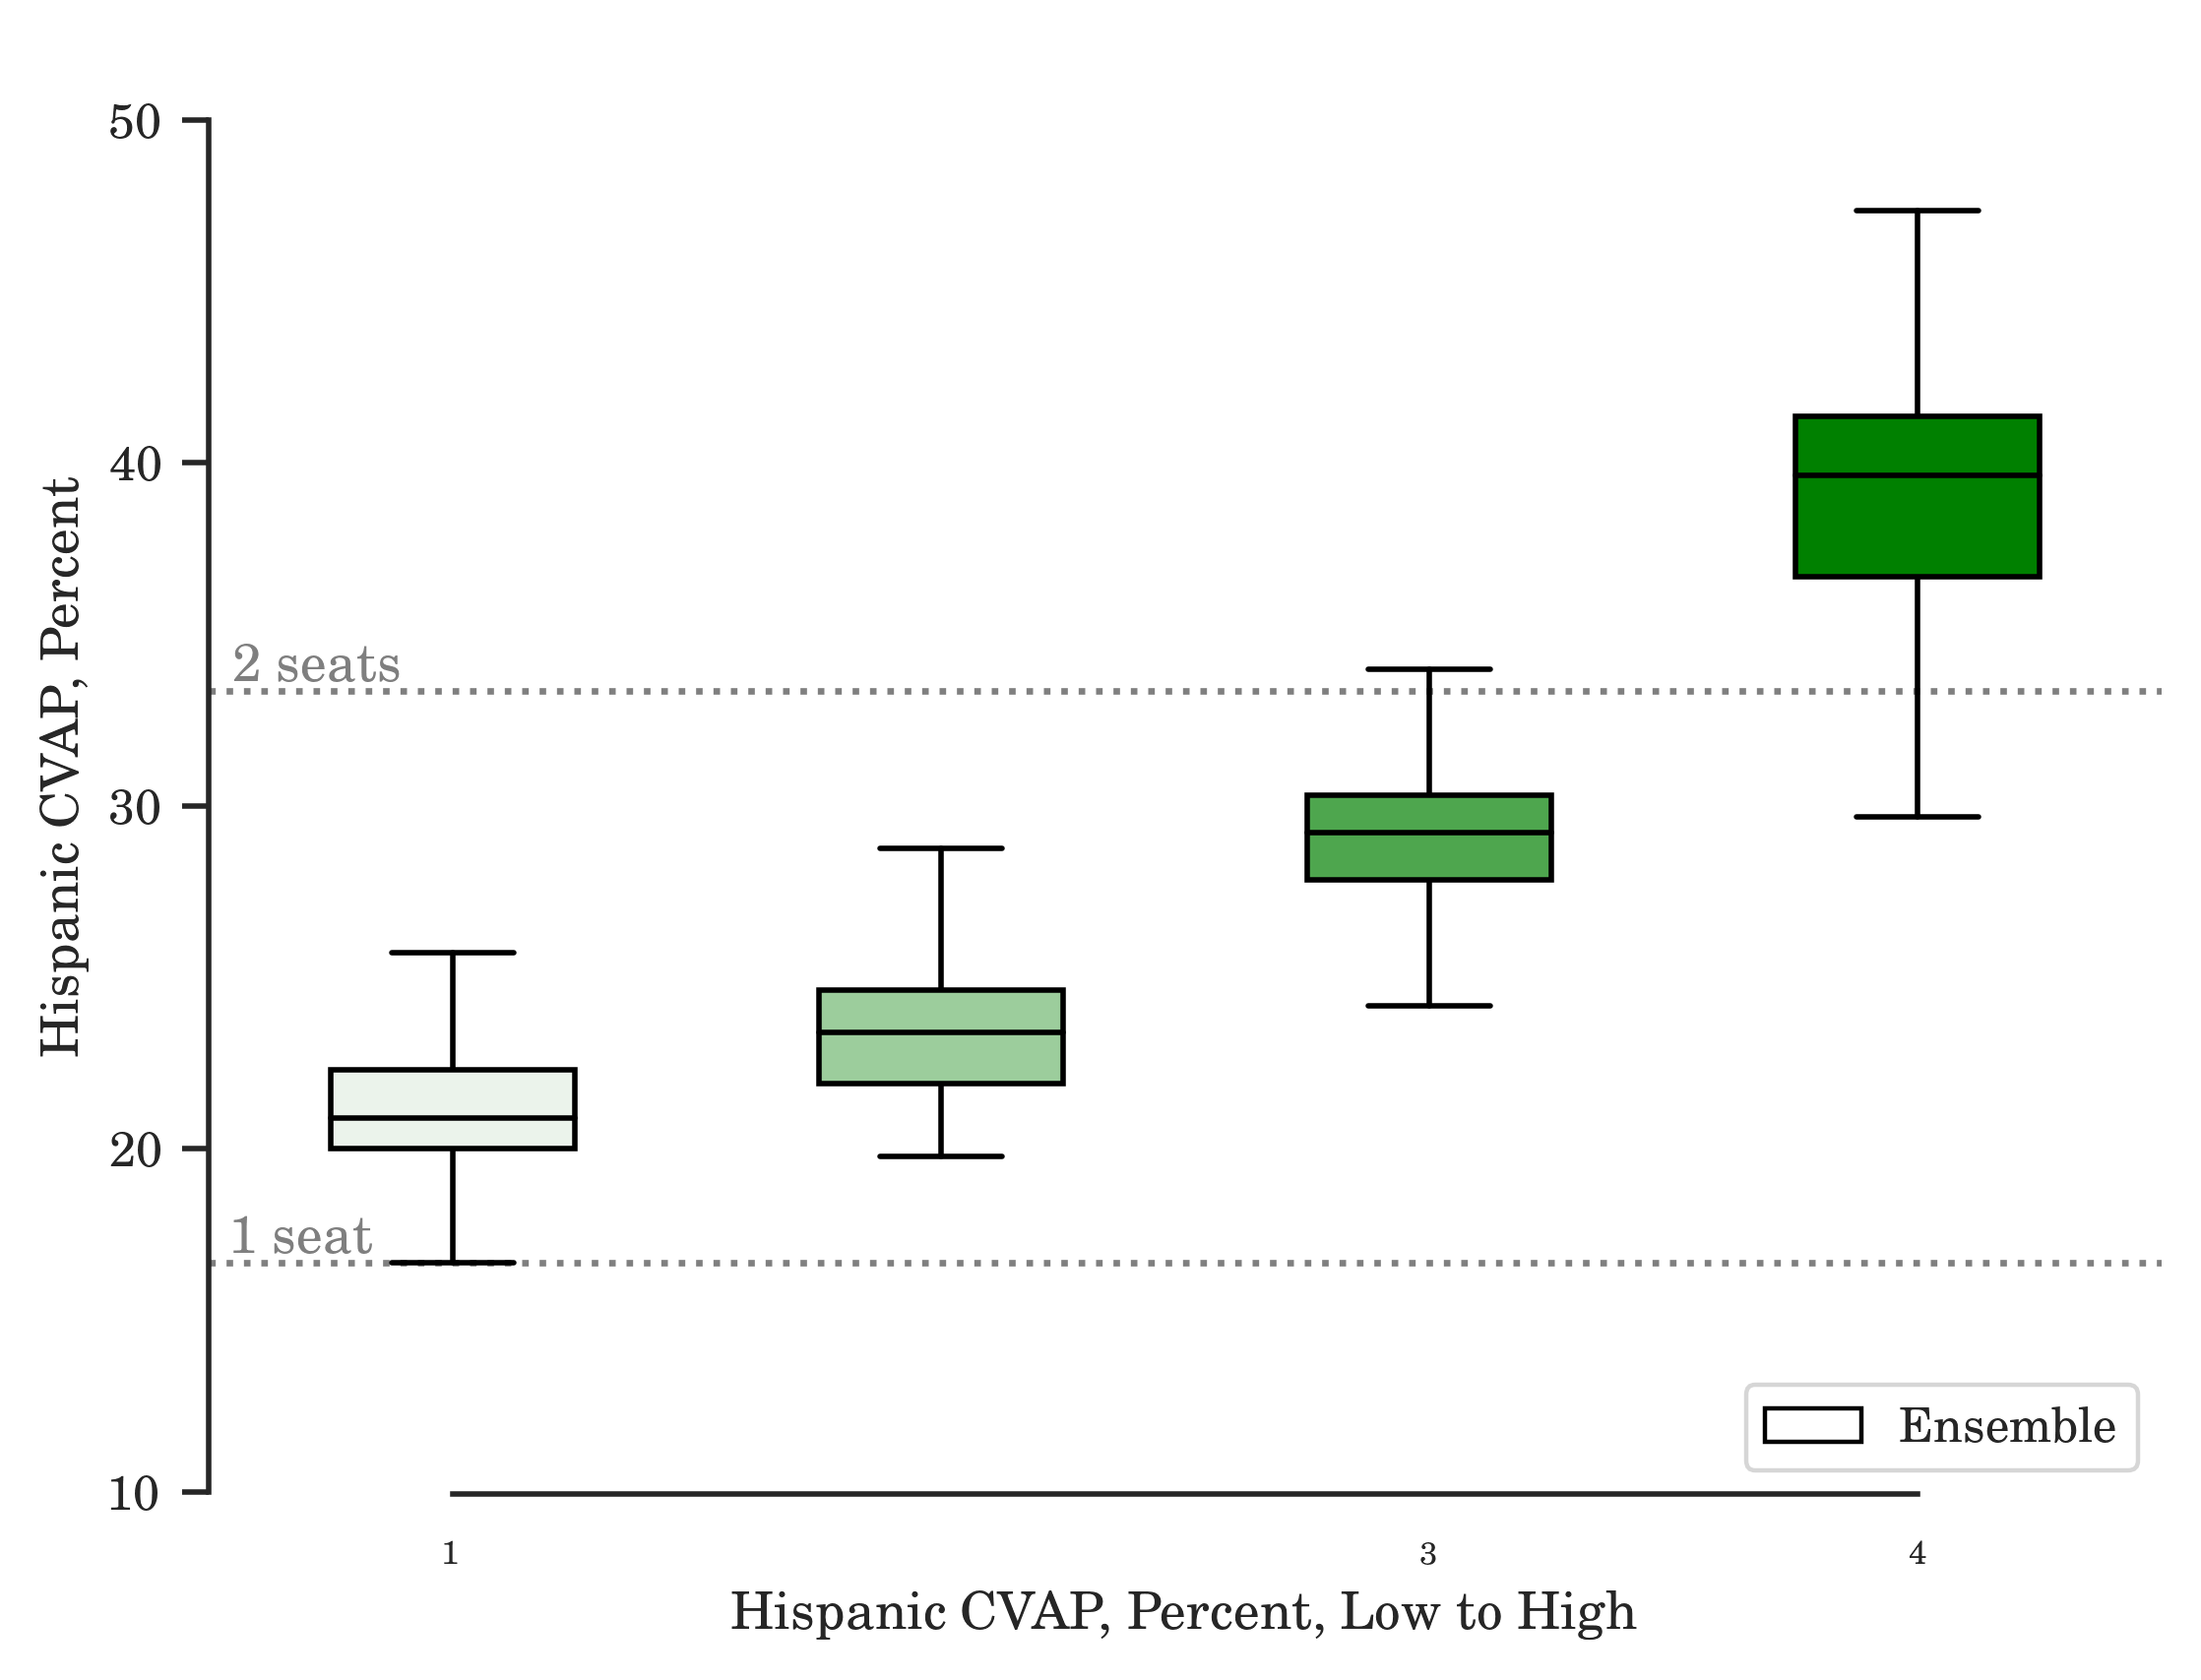 50
40
30
20
10
Hispanic CVAP, Percent
2 seats
1 seat
Ensemble
1 3 4
Hispanic CVAP, Percent, Low to High